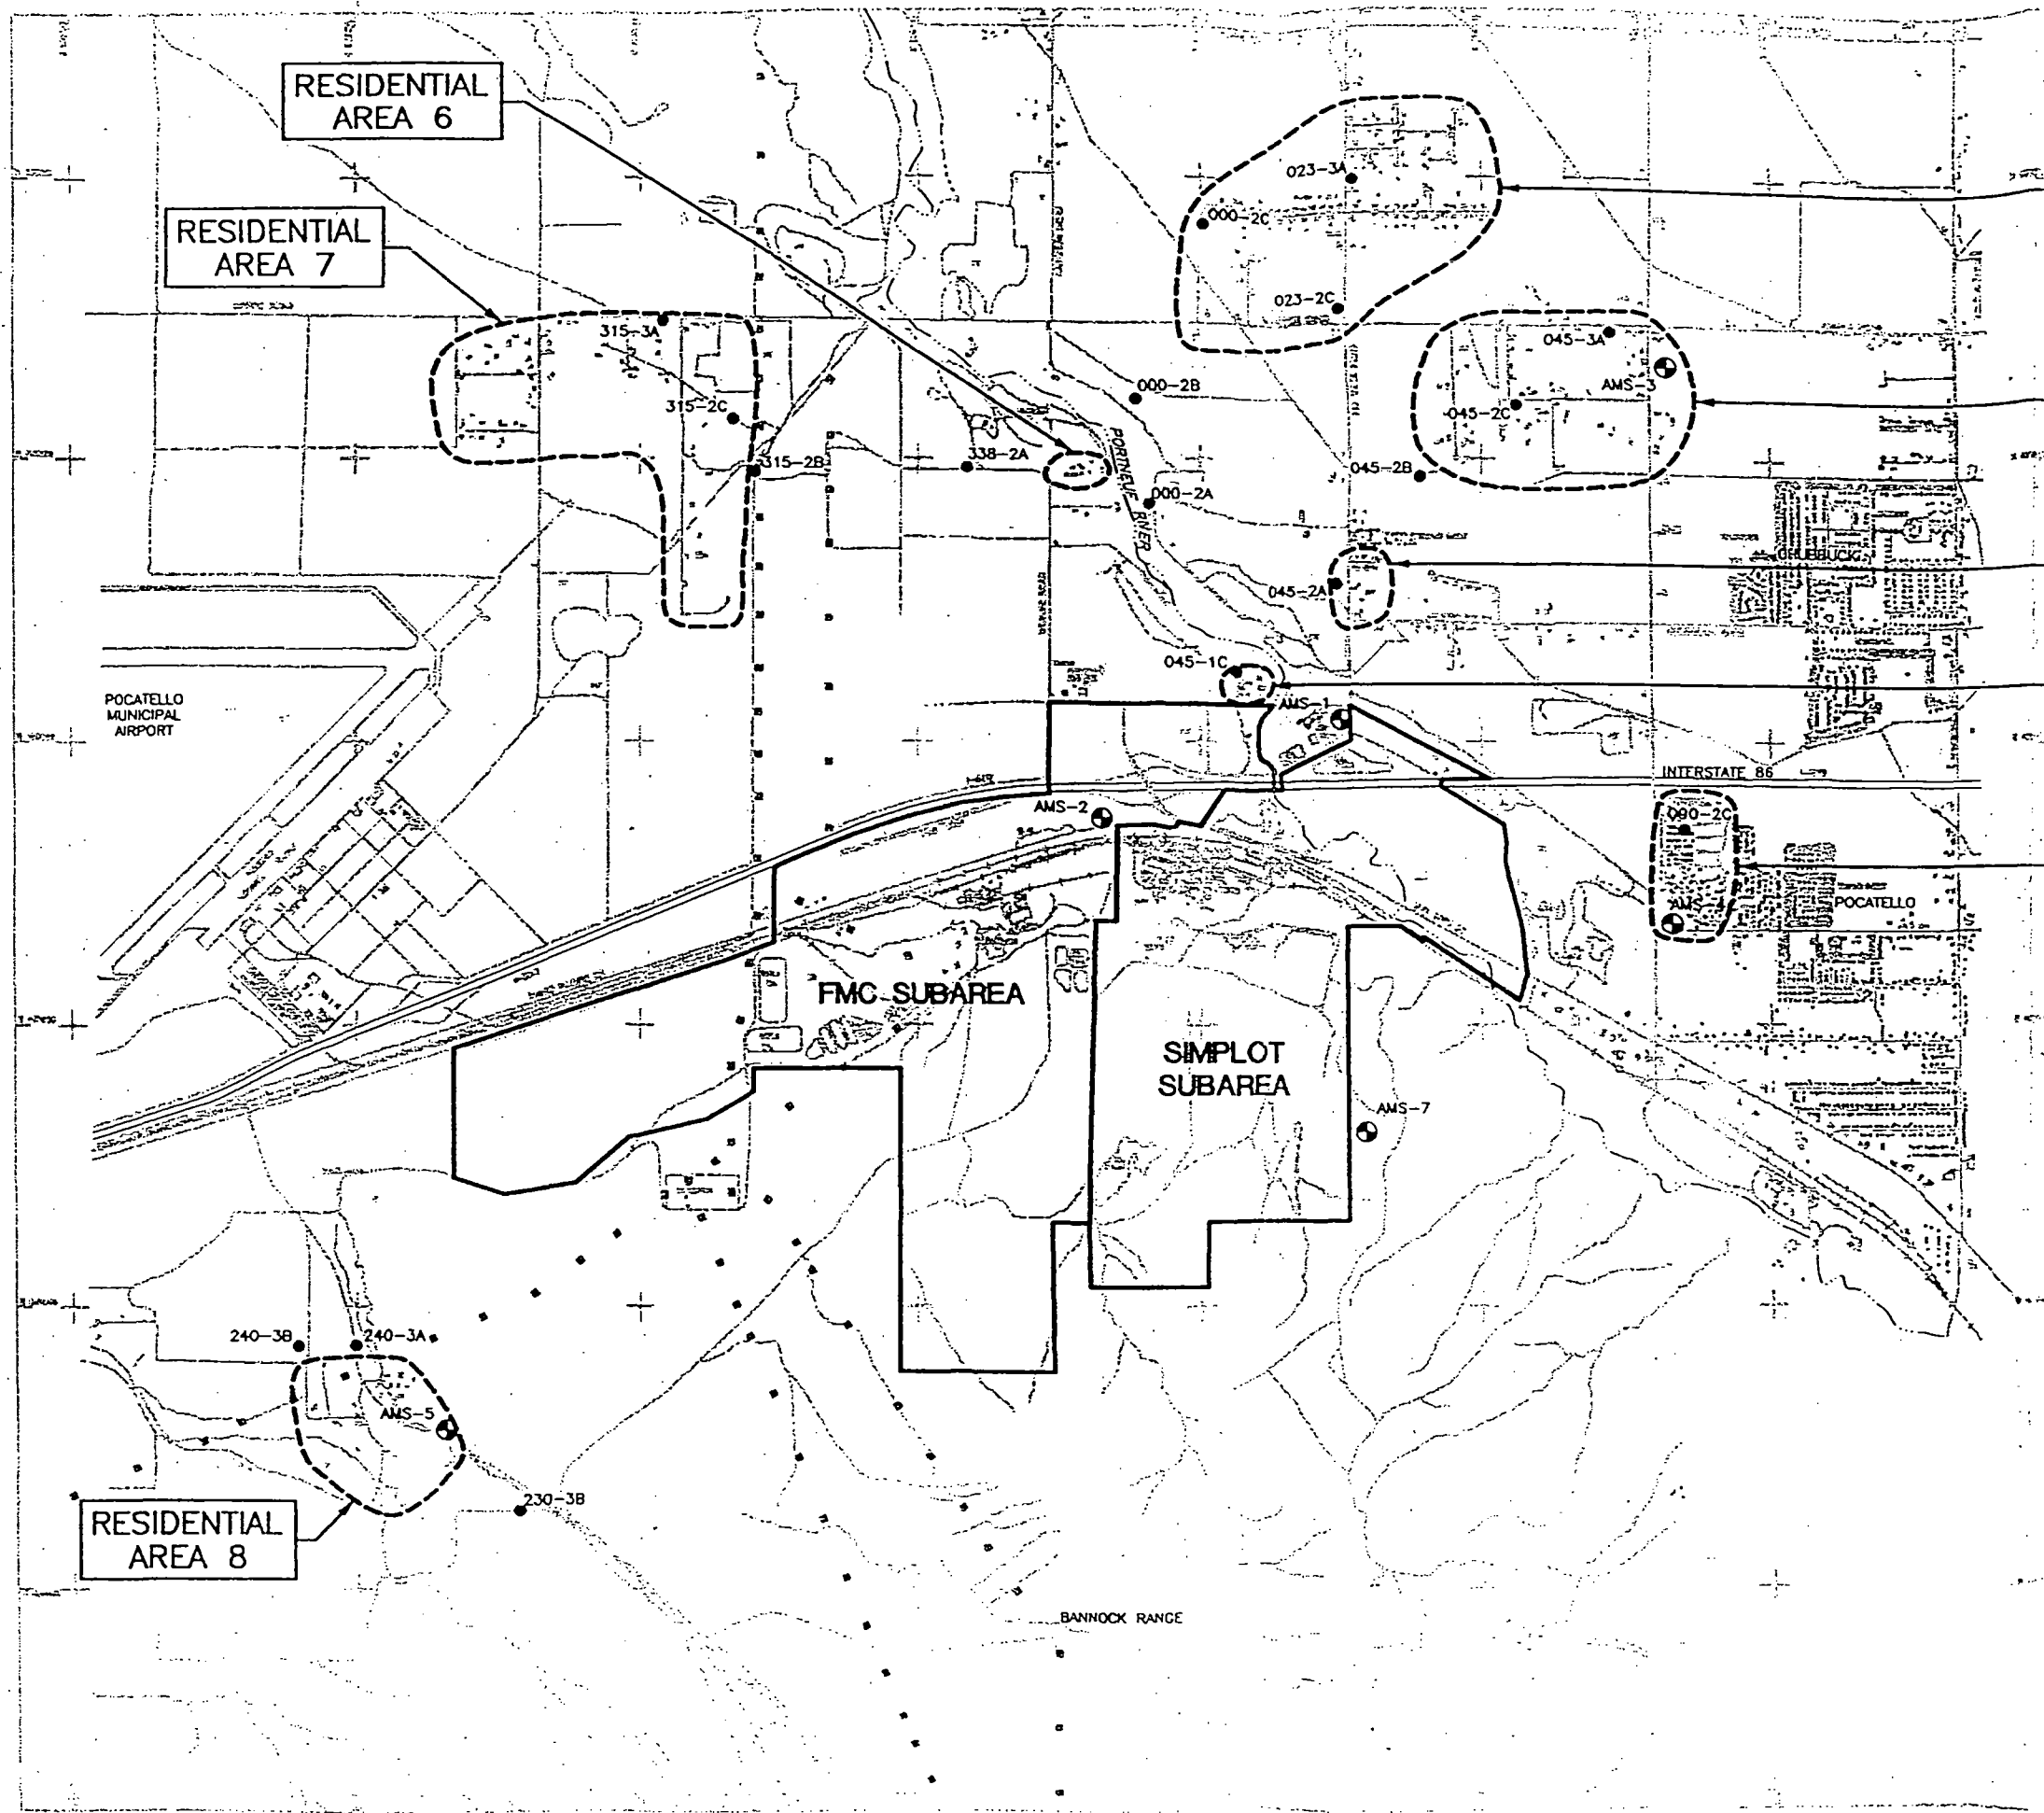 RESIDENTIAL
AREA 6
RESIDENTIAL
AREA 7
023-3A
000-2C
023-2C
315-3A
045-3A
AMS-3
000-2B
045-2C
315-2C
PORTNEUF RIVER
315-2B
338-2A
045-2B
000-2A
CHUBBUCK
045-2A
045-1C
POCATELLO
MUNICIPAL
AIRPORT
AMS-1
INTERSTATE 86
AMS-2
090-2C
POCATELLO
FMC SUBAREA
SIMPLOT
SUBAREA
AMS-7
240-3B
240-3A
AMS-5
230-3B
RESIDENTIAL
AREA 8
BANNOCK RANGE